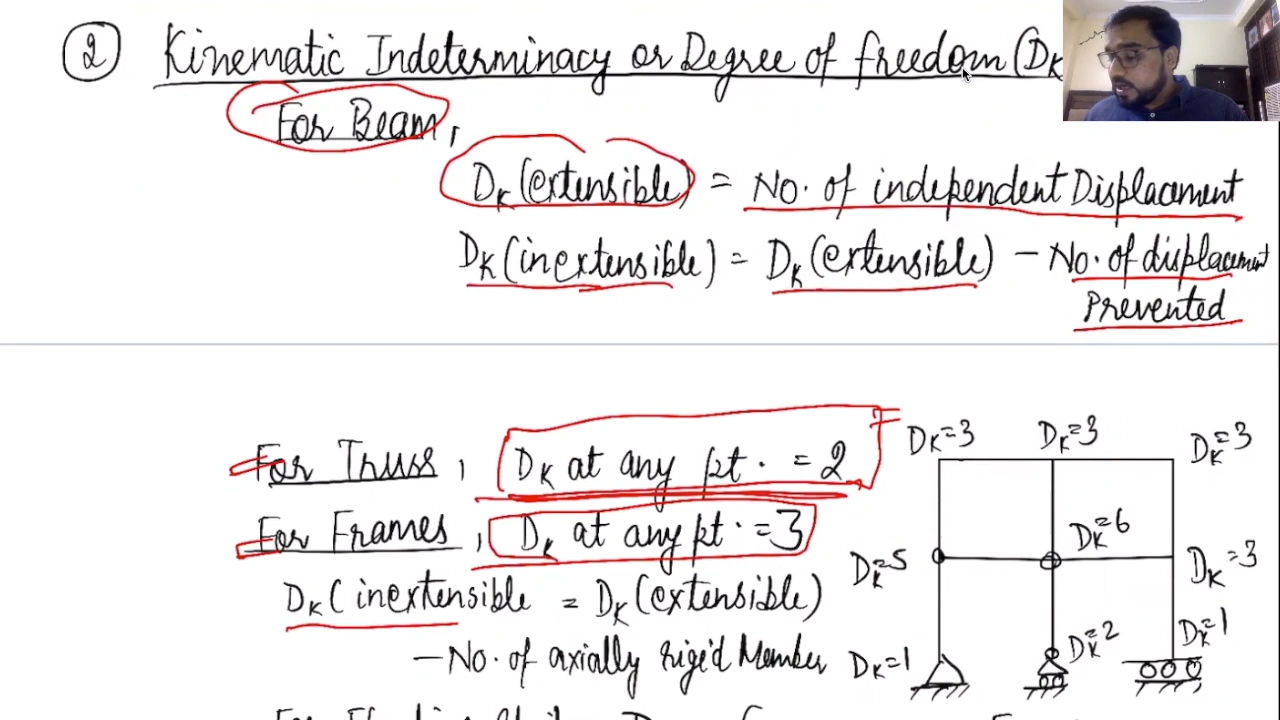 ② Kinematic Indeterminacy or Degree of freedom (DK
For Beam,
DK (extensible) = No. of independent Displacement
DK (inextensible) = DK (extensible) - No. of displacement
Prevented
For Truss, DK at any pt. = 2
For Frames, DK at any pt. = 3
DK (inextensible = DK (extensible)
- No. of axially rigid Member
DK=3
DK=3
DK=3
DK=5
DK=6
DK=3
DK=1
DK=2
DK=1